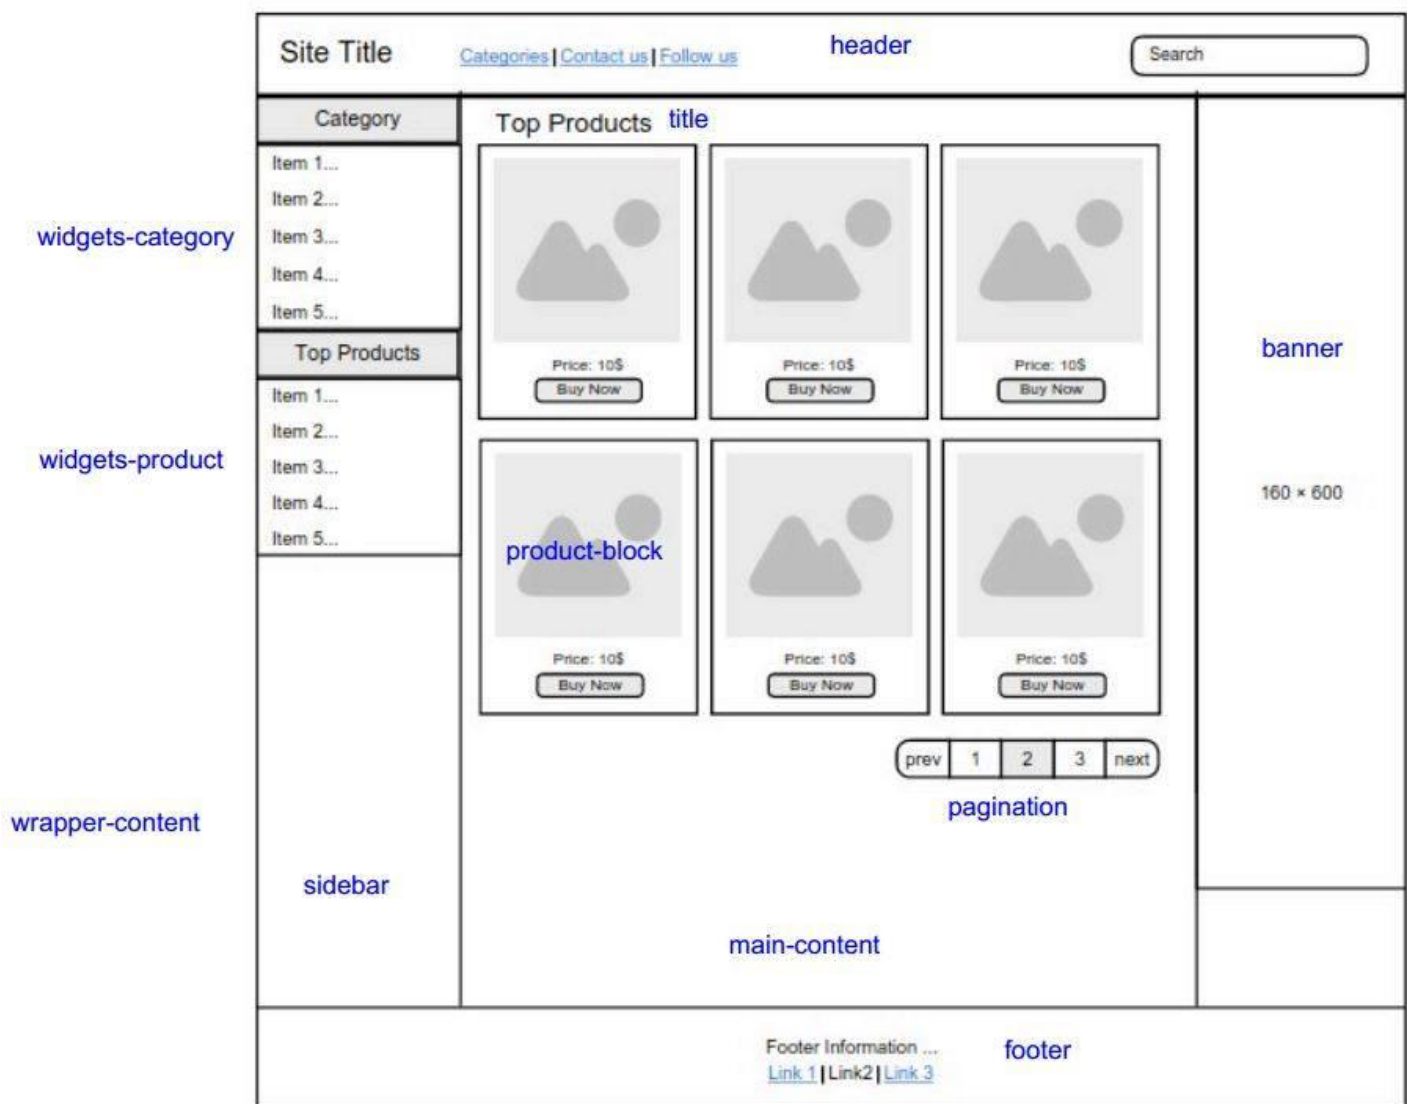 Site Title
Categories | Contact us | Follow us
header
Search
Category
Item 1...
Item 2...
Item 3...
Item 4...
Item 5...
widgets-category
Top Products
Item 1...
Item 2...
Item 3...
Item 4...
Item 5...
widgets-product
wrapper-content
sidebar
Top Products title
Price: 10$
Buy Now
Price: 10$
Buy Now
Price: 10$
Buy Now
product-block
Price: 10$
Buy Now
Price: 10$
Buy Now
Price: 10$
Buy Now
prev 1 2 3 next
pagination
main-content
banner
160 × 600
Footer Information ...
Link 1 | Link2 | Link 3
footer